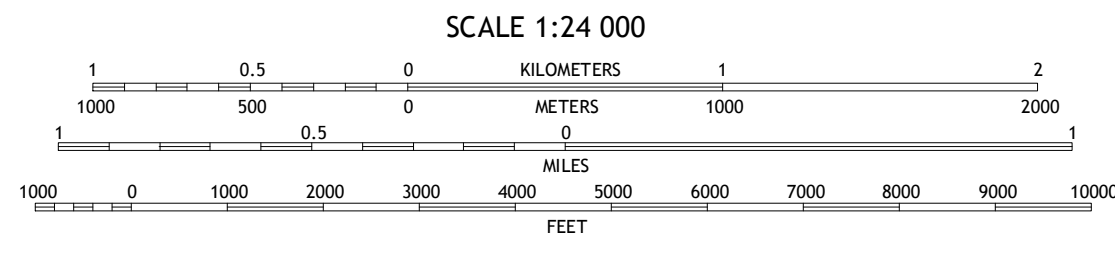 SCALE 1:24 000
1 0.5 0 KILOMETERS 1 2
1000 500 0 METERS 1000 2000
1 0.5 0 1
MILES
1000 0 1000 2000 3000 4000 5000 6000 7000 8000 9000 10000
FEET